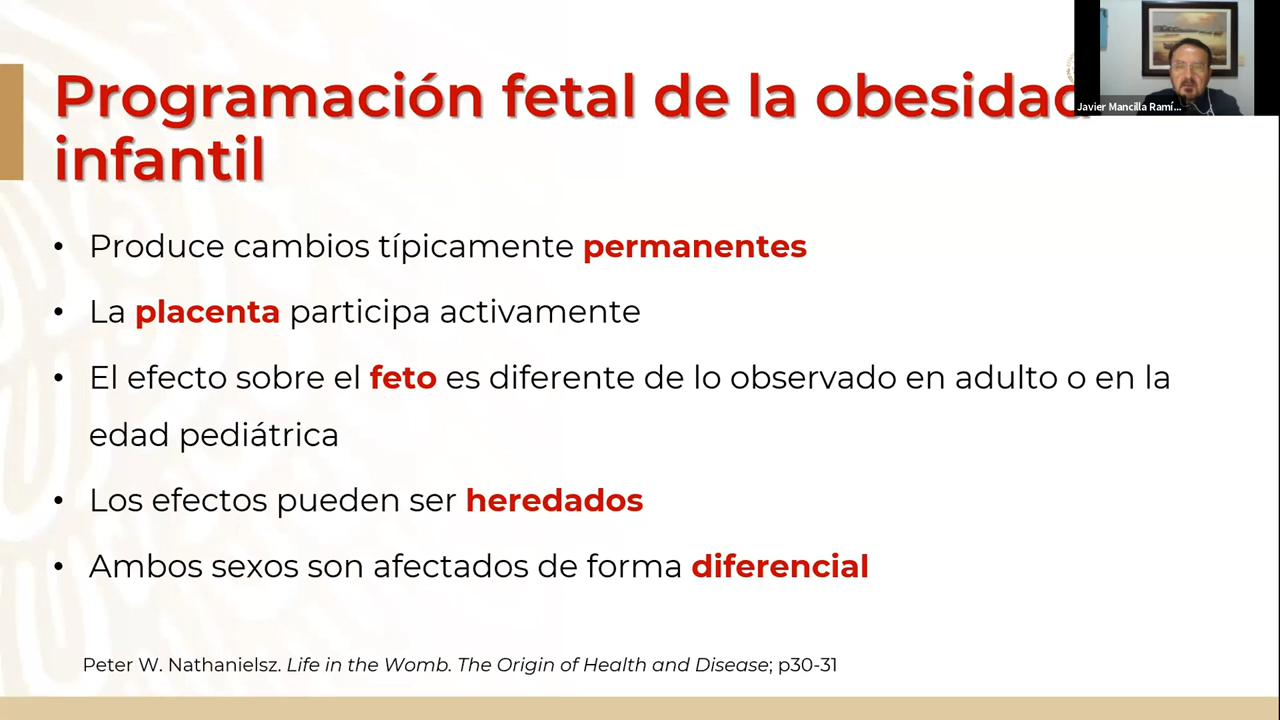 Programación fetal de la obesidad
infantil
Javier Mancilla Ramí...
• Produce cambios típicamente permanentes
• La placenta participa activamente
• El efecto sobre el feto es diferente de lo observado en adulto o en la
edad pediátrica
• Los efectos pueden ser heredados
• Ambos sexos son afectados de forma diferencial
Peter W. Nathanielsz. Life in the Womb. The Origin of Health and Disease; p30-31